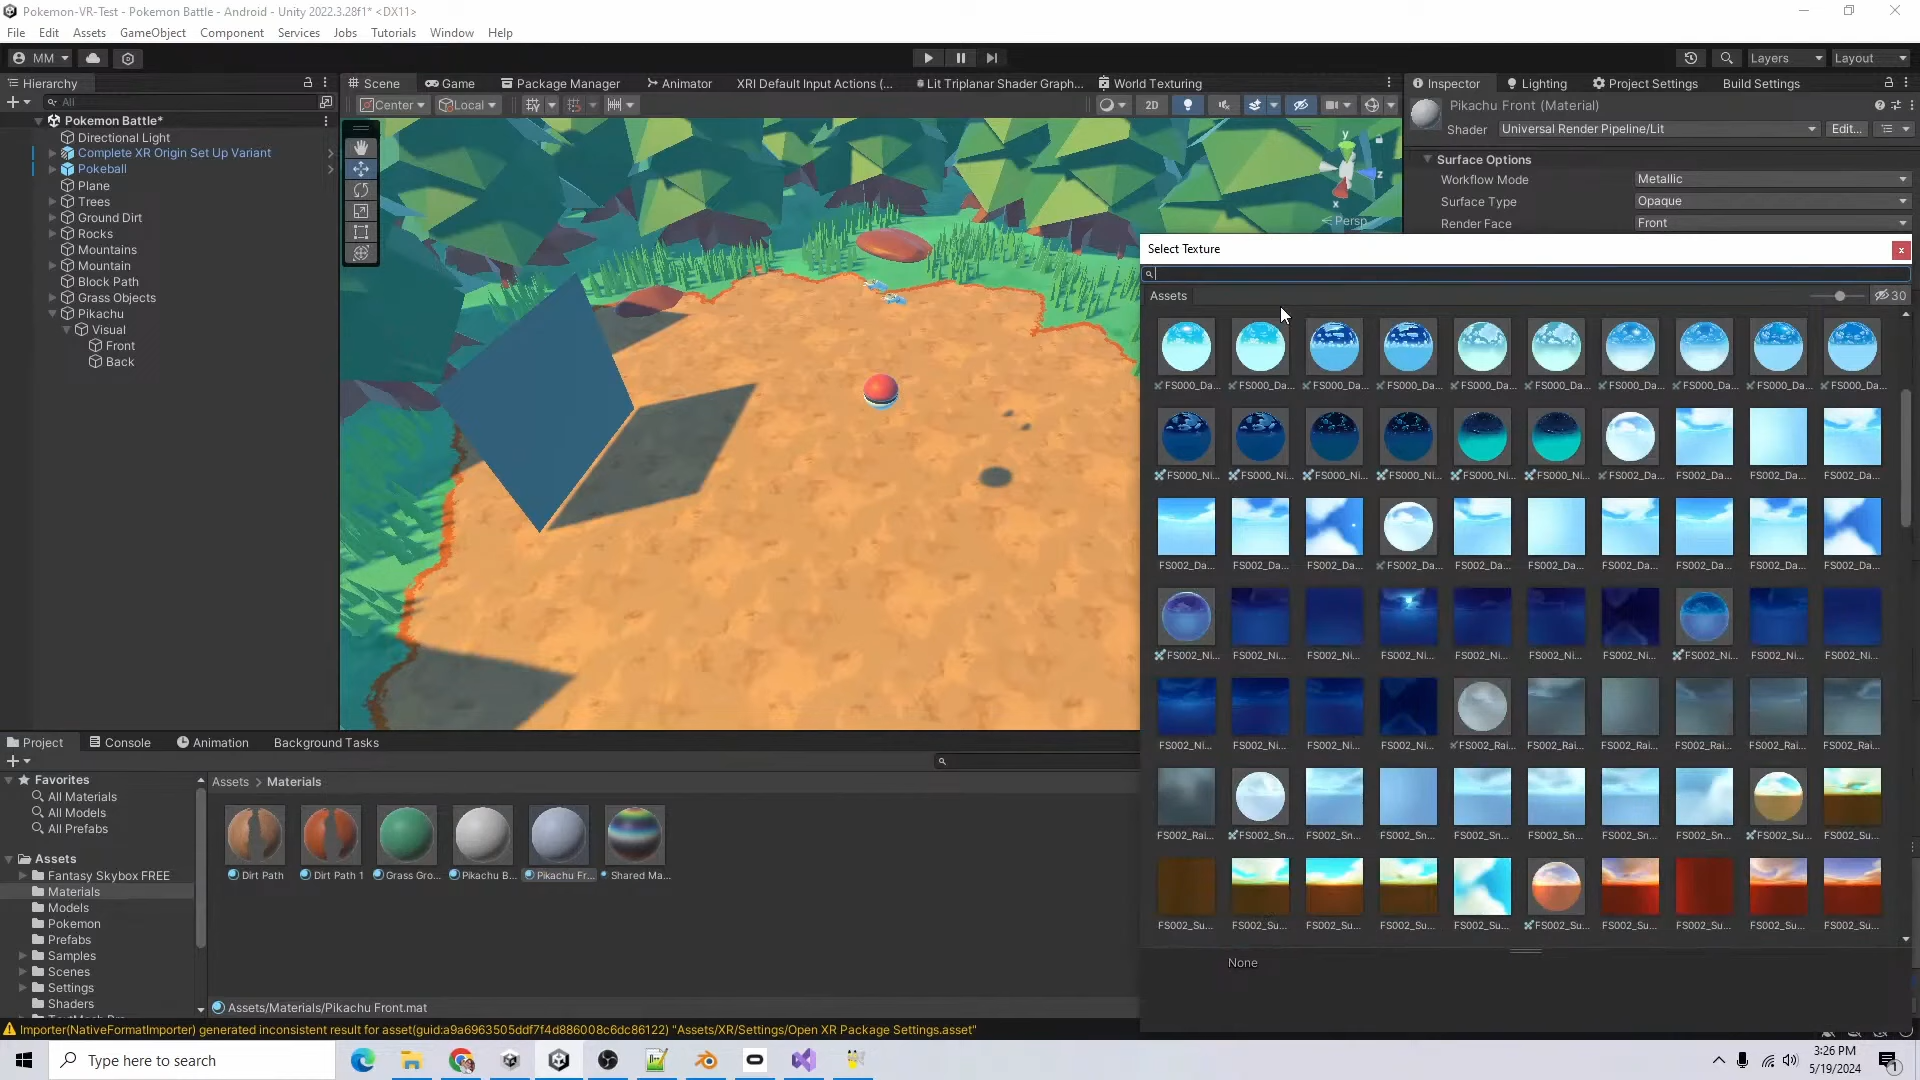 Pokemon-VR-Test - Pokemon Battle - Android - Unity 2022.3.28f1* <DX11>
File Edit Assets GameObject Component Services Jobs Tutorials Window Help
MM Layers Layout
Hierarchy
Scene Game Package Manager Animator XRI Default Input Actions (... Lit Triplanar Shader Graph... World Texturing
Inspector Lighting Project Settings Build Settings
All
Center Local 2D
Pikachu Front (Material)
Shader Universal Render Pipeline/Lit Edit...
Pokemon Battle*
Directional Light
Complete XR Origin Set Up Variant
Pokeball
Plane
Trees
Ground Dirt
Rocks
Mountains
Mountain
Block Path
Grass Objects
Pikachu
Visual
Front
Back
y
z
x
Persp
Surface Options
Workflow Mode Metallic
Surface Type Opaque
Render Face Front
Select Texture x
Assets 30
FS000_Da... FS000_Da... FS000_Da... FS000_Da... FS000_Da... FS000_Da... FS000_Da... FS000_Da... FS000_Da... FS000_Da...
FS000_Ni... FS000_Ni... FS000_Ni... FS000_Ni... FS000_Ni... FS000_Ni... FS002_Da... FS002_Da... FS002_Da... FS002_Da...
FS002_Da... FS002_Da... FS002_Da... FS002_Da... FS002_Da... FS002_Da... FS002_Da... FS002_Da... FS002_Da... FS002_Da...
FS002_Ni... FS002_Ni... FS002_Ni... FS002_Ni... FS002_Ni... FS002_Ni... FS002_Ni... FS002_Ni... FS002_Ni... FS002_Ni...
FS002_Ni... FS002_Ni... FS002_Ni... FS002_Ni... FS002_Rai... FS002_Rai... FS002_Rai... FS002_Rai... FS002_Rai... FS002_Rai...
FS002_Rai... FS002_Sn... FS002_Sn... FS002_Sn... FS002_Sn... FS002_Sn... FS002_Sn... FS002_Sn... FS002_Su... FS002_Su...
FS002_Su... FS002_Su... FS002_Su... FS002_Su... FS002_Su... FS002_Su... FS002_Su... FS002_Su... FS002_Su... FS002_Su...
None
Project Console Animation Background Tasks
Favorites
All Materials
All Models
All Prefabs
Assets
Fantasy Skybox FREE
Materials
Models
Pokemon
Prefabs
Samples
Scenes
Settings
Shaders
Assets > Materials
Dirt Path Dirt Path 1 Grass Gro... Pikachu B... Pikachu Fr... Shared Ma...
Assets/Materials/Pikachu Front.mat
Importer(NativeFormatImporter) generated inconsistent result for asset(guid:a9a6963505ddf7f4d886008c6dc86122) "Assets/XR/Settings/Open XR Package Settings.asset"
Type here to search
3:26 PM
5/19/2024
1